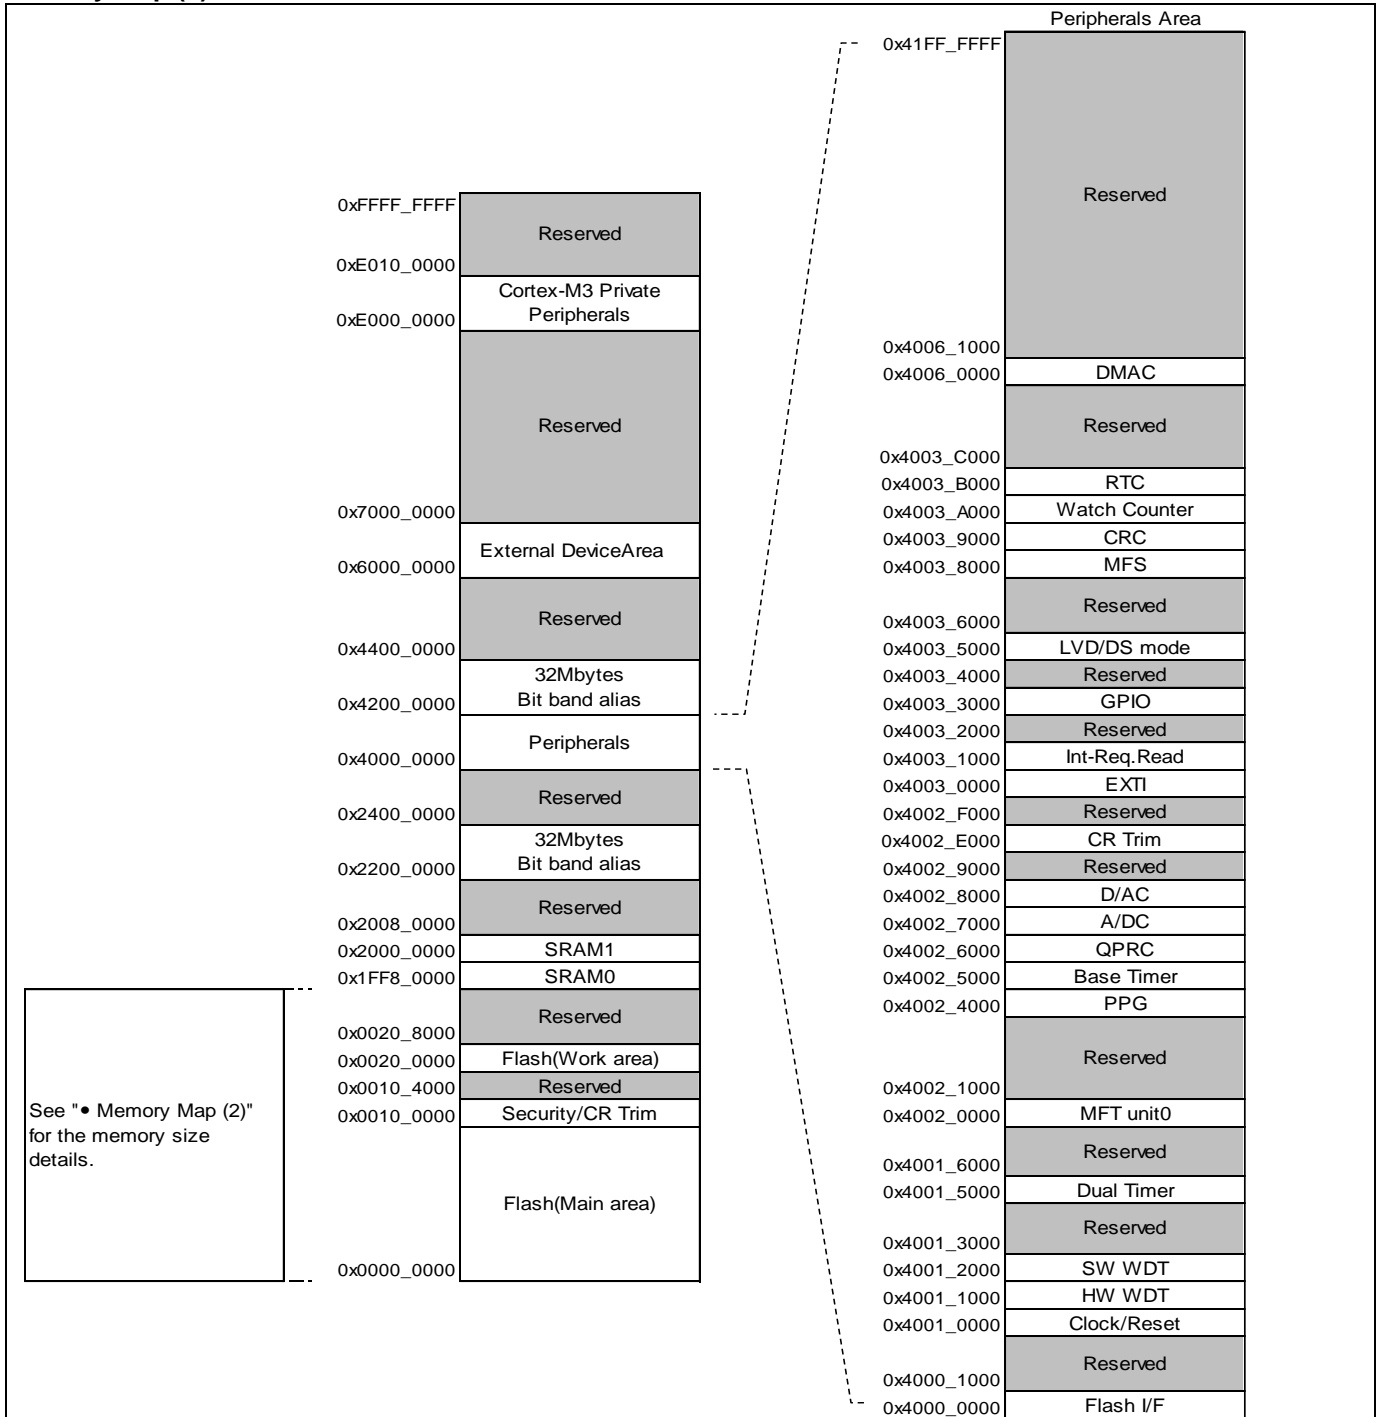 Peripherals Area
0x41FF_FFFF
Reserved
0x4006_1000
0x4006_0000 DMAC
Reserved
0x4003_C000
0x4003_B000 RTC
0x4003_A000 Watch Counter
0x4003_9000 CRC
0x4003_8000 MFS
Reserved
0x4003_6000
0x4003_5000 LVD/DS mode
0x4003_4000 Reserved
0x4003_3000 GPIO
0x4003_2000 Reserved
0x4003_1000 Int-Req.Read
0x4003_0000 EXTI
0x4002_F000 Reserved
0x4002_E000 CR Trim
0x4002_9000 Reserved
0x4002_8000 D/AC
0x4002_7000 A/DC
0x4002_6000 QPRC
0x4002_5000 Base Timer
0x4002_4000 PPG
Reserved
0x4002_1000
0x4002_0000 MFT unit0
Reserved
0x4001_6000
0x4001_5000 Dual Timer
Reserved
0x4001_3000
0x4001_2000 SW WDT
0x4001_1000 HW WDT
0x4001_0000 Clock/Reset
Reserved
0x4000_1000
0x4000_0000 Flash I/F
0xFFFF_FFFF
Reserved
0xE010_0000
Cortex-M3 Private
Peripherals
0xE000_0000
Reserved
0x7000_0000
External DeviceArea
0x6000_0000
Reserved
0x4400_0000
32Mbytes
Bit band alias
0x4200_0000
Peripherals
0x4000_0000
Reserved
0x2400_0000
32Mbytes
Bit band alias
0x2200_0000
Reserved
0x2008_0000
0x2000_0000 SRAM1
0x1FF8_0000 SRAM0
Reserved
0x0020_8000
0x0020_0000 Flash(Work area)
0x0010_4000 Reserved
0x0010_0000 Security/CR Trim
Flash(Main area)
0x0000_0000
See "• Memory Map (2)"
for the memory size
details.